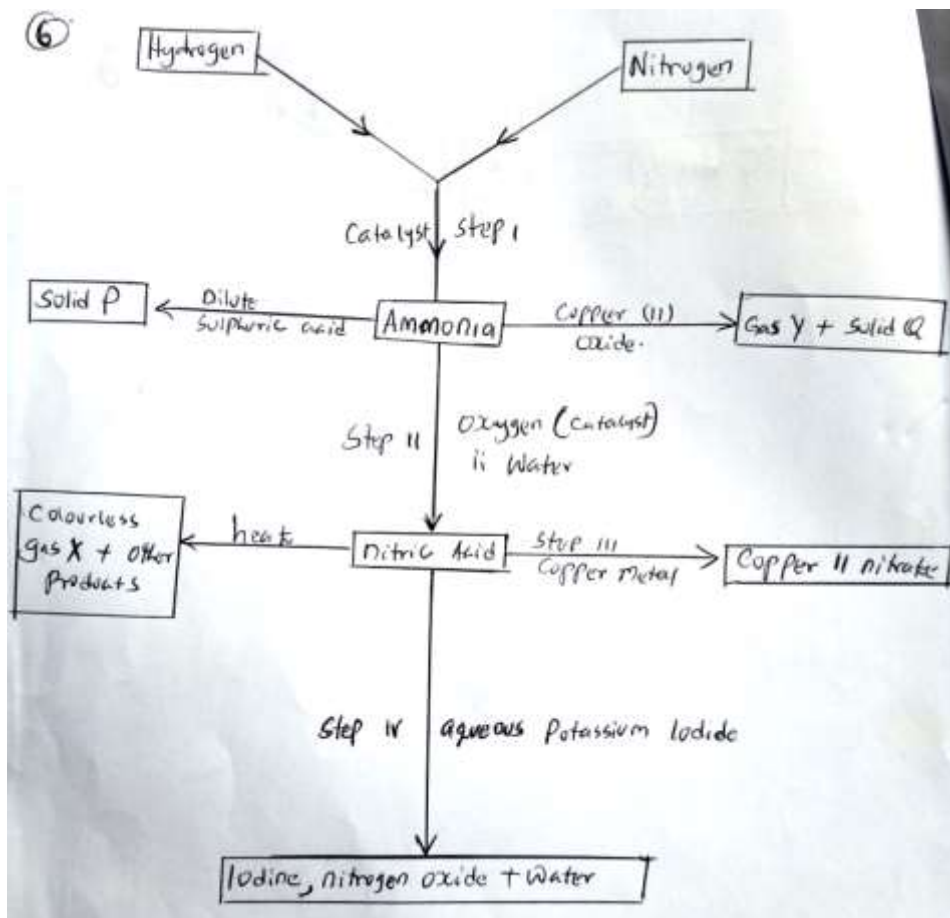 6
Hydrogen
Nitrogen
Catalyst Step I
Solid P
Dilute
Sulphuric acid
Ammonia
Copper (II)
Oxide.
Gas Y + Solid Q
Step II
Oxygen (Catalyst)
ii Water
Colourless
gas X + other
Products
heat
Nitric Acid
Step III
Copper Metal
Copper II nitrate
Step IV aqueous Potassium Iodide
Iodine, nitrogen oxide + Water